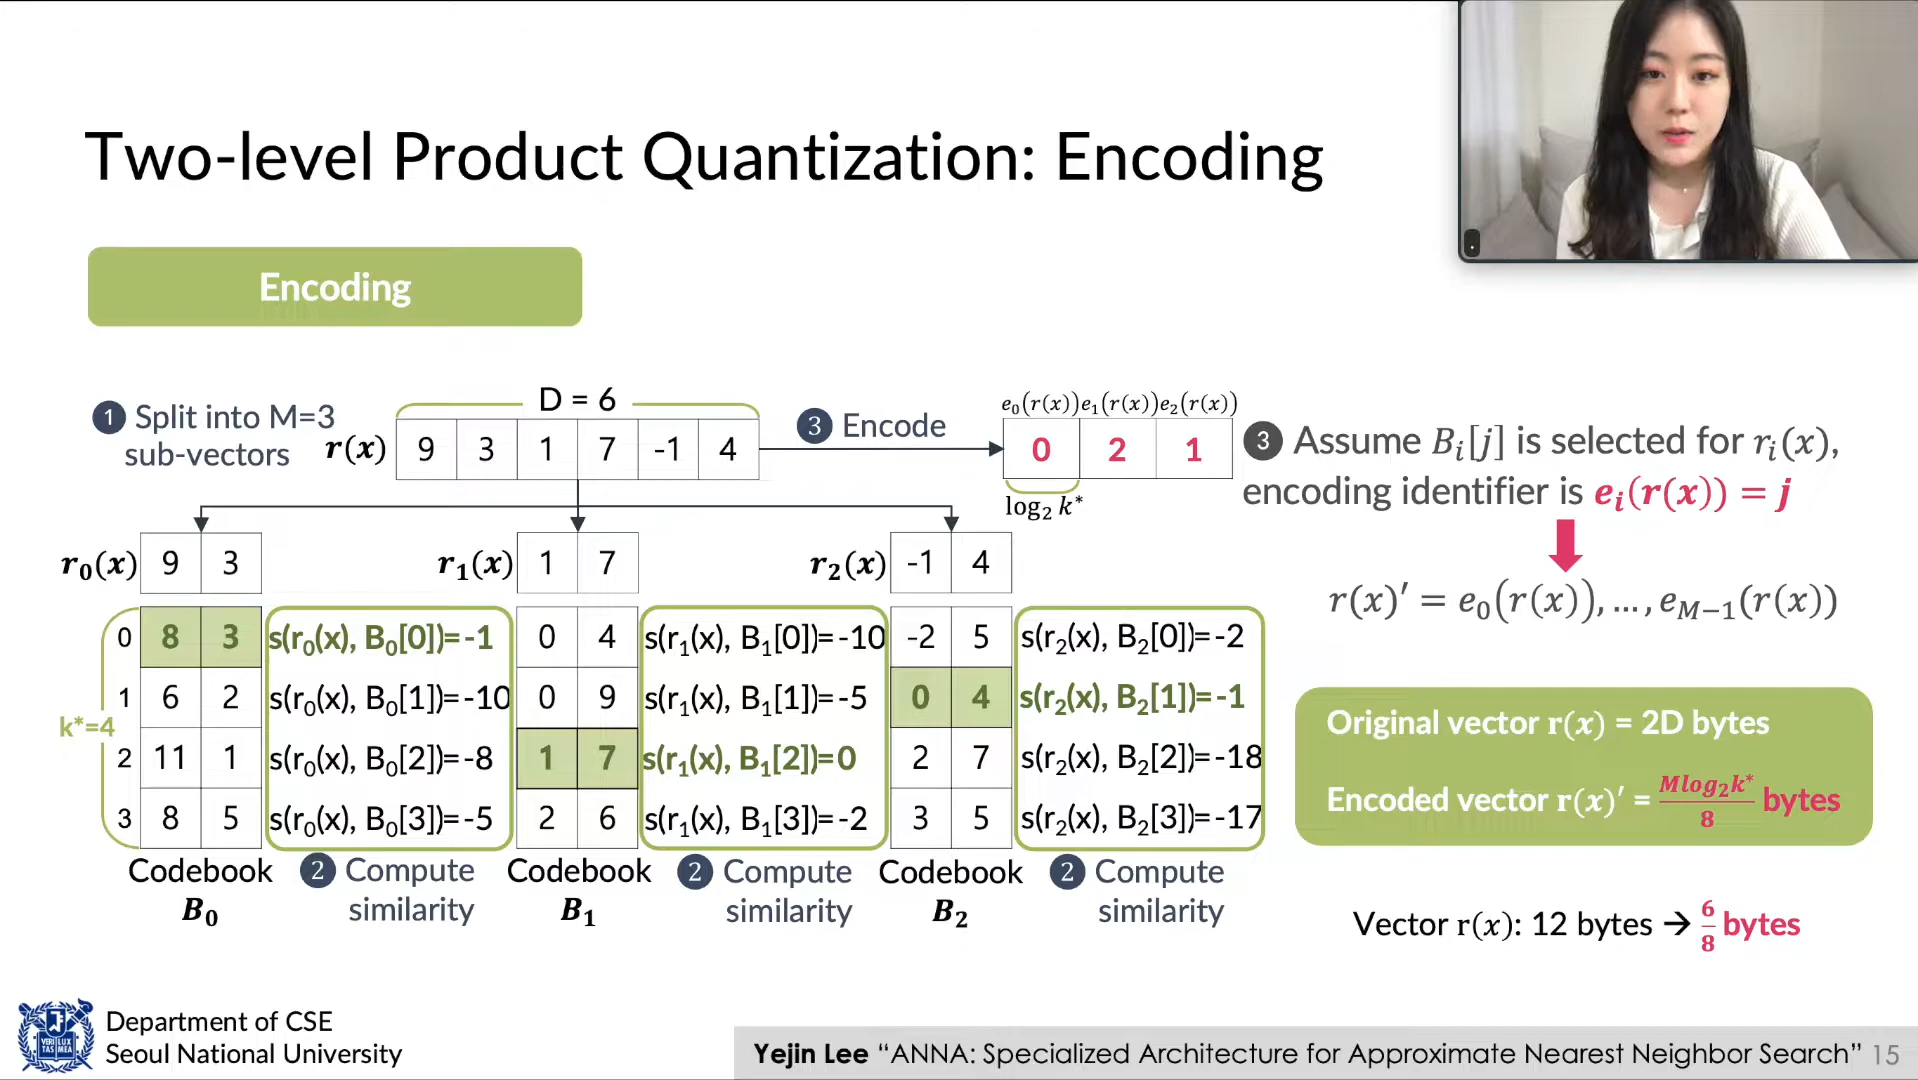 Two-level Product Quantization: Encoding
Encoding
1 Split into M=3
sub-vectors
D = 6
r(x) 9 3 1 7 -1 4
3 Encode
e₀(r(x)) e₁(r(x)) e₂(r(x))
0 2 1
log₂ k*
3 Assume Bᵢ[j] is selected for rᵢ(x),
encoding identifier is eᵢ(r(x)) = j
r(x)′ = e₀(r(x)), ... , e_{M−1}(r(x))
r₀(x) 9 3
r₁(x) 1 7
r₂(x) -1 4
k*=4
0 8 3 s(r₀(x), B₀[0])=-1
1 6 2 s(r₀(x), B₀[1])=-10
2 11 1 s(r₀(x), B₀[2])=-8
3 8 5 s(r₀(x), B₀[3])=-5
Codebook
B₀
2 Compute
similarity
0 4 s(r₁(x), B₁[0])=-10
0 9 s(r₁(x), B₁[1])=-5
1 7 s(r₁(x), B₁[2])=0
2 6 s(r₁(x), B₁[3])=-2
Codebook
B₁
2 Compute
similarity
-2 5 s(r₂(x), B₂[0])=-2
0 4 s(r₂(x), B₂[1])=-1
2 7 s(r₂(x), B₂[2])=-18
3 5 s(r₂(x), B₂[3])=-17
Codebook
B₂
2 Compute
similarity
Original vector r(x) = 2D bytes
Encoded vector r(x)′ = Mlog₂k*/8 bytes
Vector r(x): 12 bytes → 6/8 bytes
VERI LUX
TAS MEA
Department of CSE
Seoul National University
Yejin Lee “ANNA: Specialized Architecture for Approximate Nearest Neighbor Search” 15